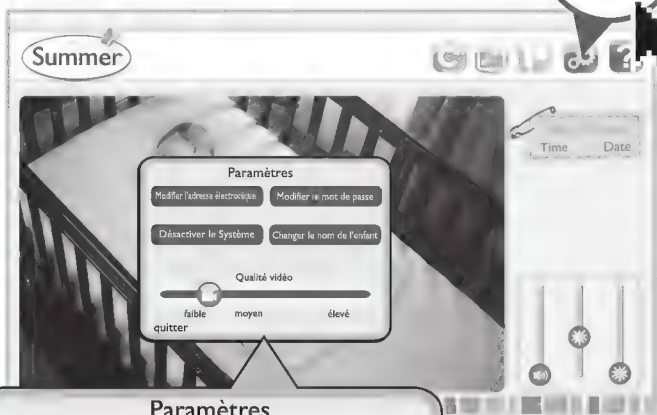 Summer
?
Time Date
Paramètres
Modifier l'adresse électronique Modifier le mot de passe
Désactiver le Système Changer le nom de l'enfant
Qualité vidéo
faible moyen élevé
quitter
Paramètres